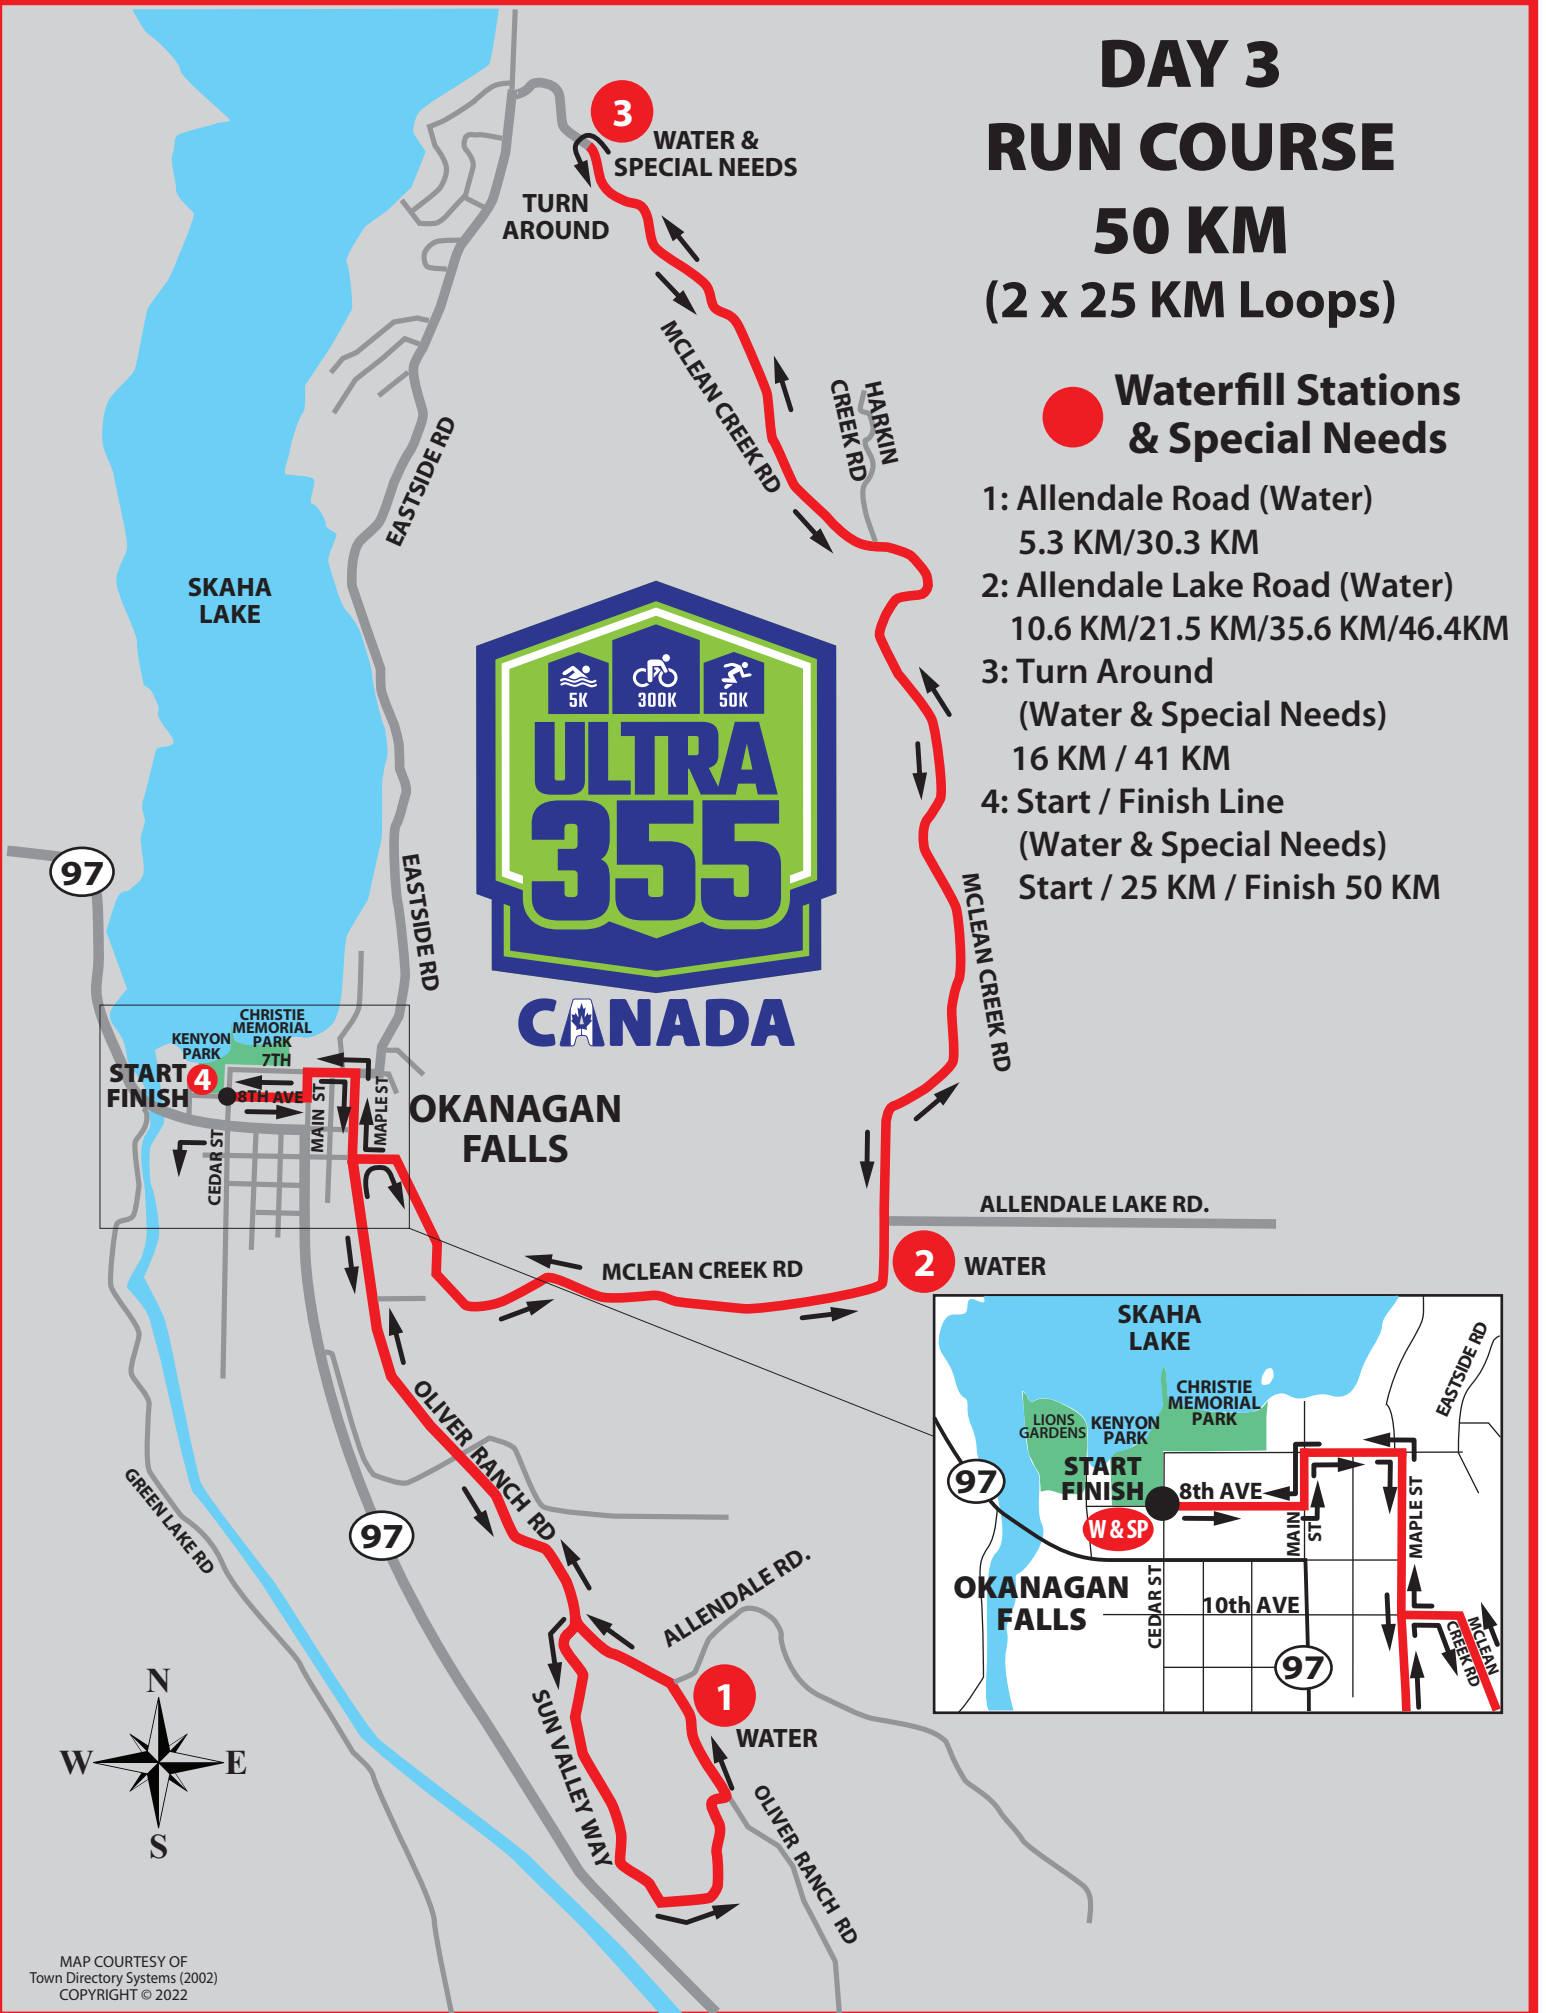 DAY 3
RUN COURSE
50 KM
(2 x 25 KM Loops)
Waterfill Stations
& Special Needs
1: Allendale Road (Water)
5.3 KM/30.3 KM
2: Allendale Lake Road (Water)
10.6 KM/21.5 KM/35.6 KM/46.4KM
3: Turn Around
(Water & Special Needs)
16 KM / 41 KM
4: Start / Finish Line
(Water & Special Needs)
Start / 25 KM / Finish 50 KM
3
WATER &
SPECIAL NEEDS
TURN
AROUND
MCLEAN CREEK RD
HARKIN
CREEK RD
EASTSIDE RD
SKAHA
LAKE
5K
300K
50K
ULTRA
355
CANADA
97
EASTSIDE RD
MCLEAN CREEK RD
CHRISTIE
MEMORIAL
PARK
KENYON
PARK
7TH
START
FINISH
4
8TH AVE
MAIN ST
MAPLE ST
CEDAR ST
OKANAGAN
FALLS
ALLENDALE LAKE RD.
2
WATER
MCLEAN CREEK RD
OLIVER RANCH RD
GREEN LAKE RD
97
ALLENDALE RD.
1
WATER
SUN VALLEY WAY
OLIVER RANCH RD
N
W
E
S
SKAHA
LAKE
EASTSIDE RD
CHRISTIE
MEMORIAL
PARK
LIONS
GARDENS
KENYON
PARK
START
FINISH
97
8th AVE
W & SP
MAIN
ST
MAPLE ST
OKANAGAN
FALLS
CEDAR ST
10th AVE
97
MCLEAN
CREEK RD
MAP COURTESY OF
Town Directory Systems (2002)
COPYRIGHT © 2022